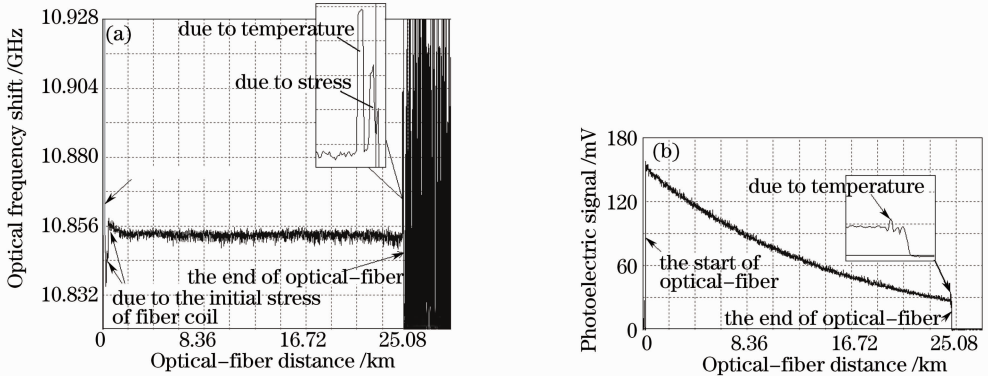 (a)
Optical frequency shift /GHz
10.928
10.904
10.880
10.856
10.832
due to temperature
due to stress
the end of optical-fiber
due to the initial stress
of fiber coil
0
8.36
16.72
25.08
Optical-fiber distance /km
(b)
Photoelectric signal /mV
180
150
120
60
30
0
due to temperature
the start of
optical-fiber
the end of optical-fiber
0
8.36
16.72
25.08
Optical-fiber distance /km